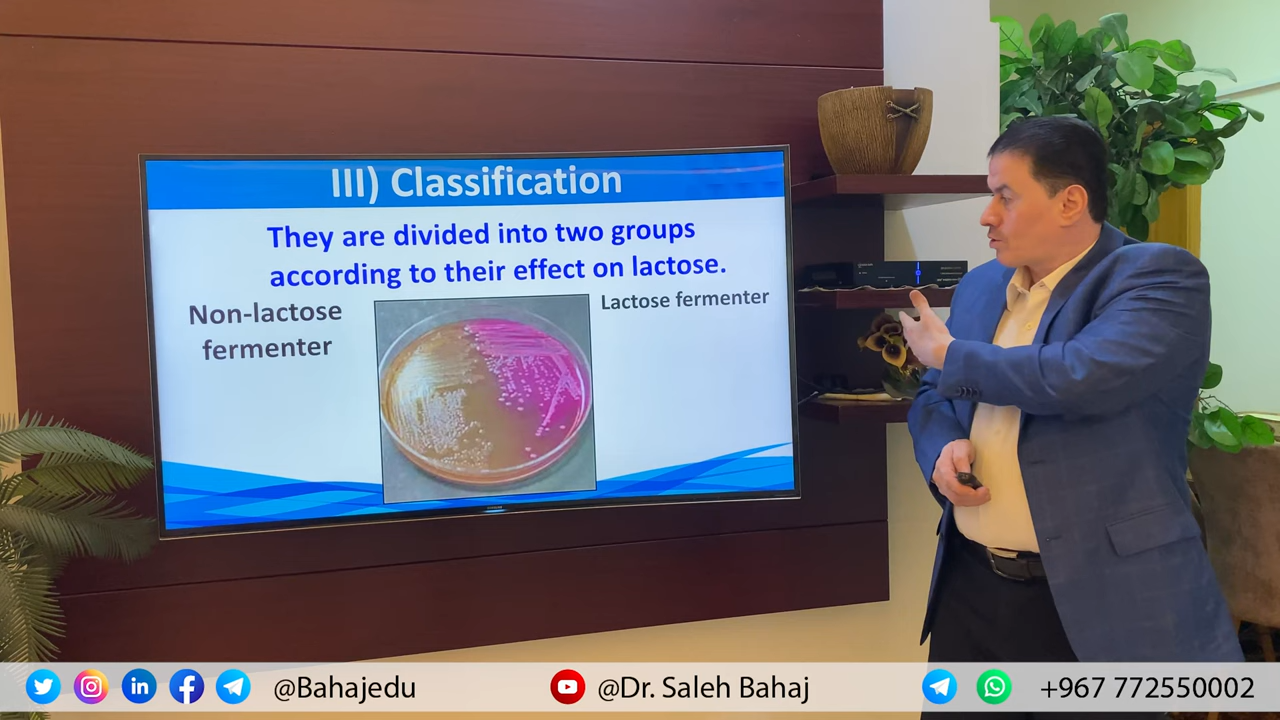 III) Classification
They are divided into two groups
according to their effect on lactose.
Non-lactose
fermenter
Lactose fermenter
@Bahajedu
@Dr. Saleh Bahaj
+967 772550002